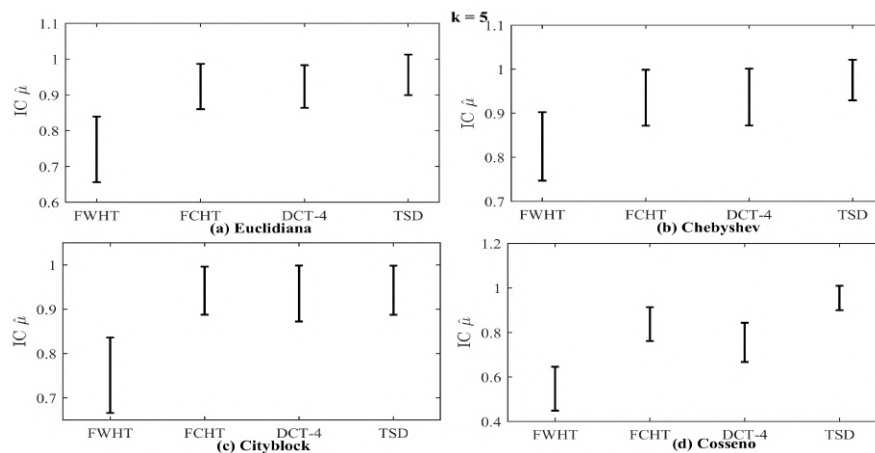 k = 5
1.1
1
0.9
0.8
0.7
0.6
IC μ̂
FWHT FCHT DCT-4 TSD
(a) Euclidiana
1.1
1
0.9
0.8
0.7
IC μ̂
FWHT FCHT DCT-4 TSD
(b) Chebyshev
1
0.9
0.8
0.7
IC μ̂
FWHT FCHT DCT-4 TSD
(c) Cityblock
1.2
1
0.8
0.6
0.4
IC μ̂
FWHT FCHT DCT-4 TSD
(d) Cosseno